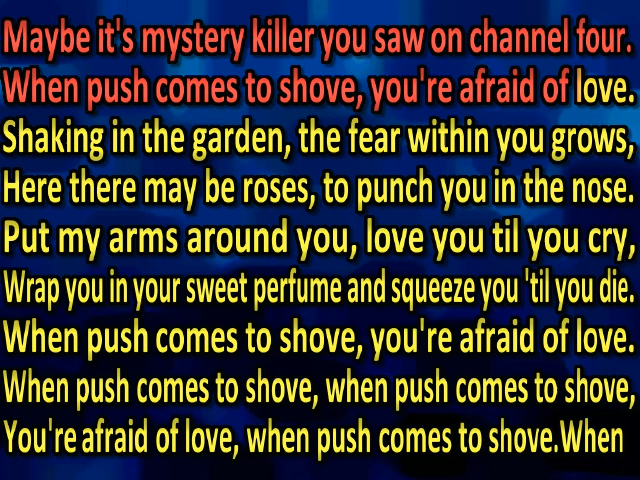 Maybe it's mystery killer you saw on channel four.
When push comes to shove, you're afraid of love.
Shaking in the garden, the fear within you grows,
Here there may be roses, to punch you in the nose.
Put my arms around you, love you til you cry,
Wrap you in your sweet perfume and squeeze you 'til you die.
When push comes to shove, you're afraid of love.
When push comes to shove, when push comes to shove,
You're afraid of love, when push comes to shove.When